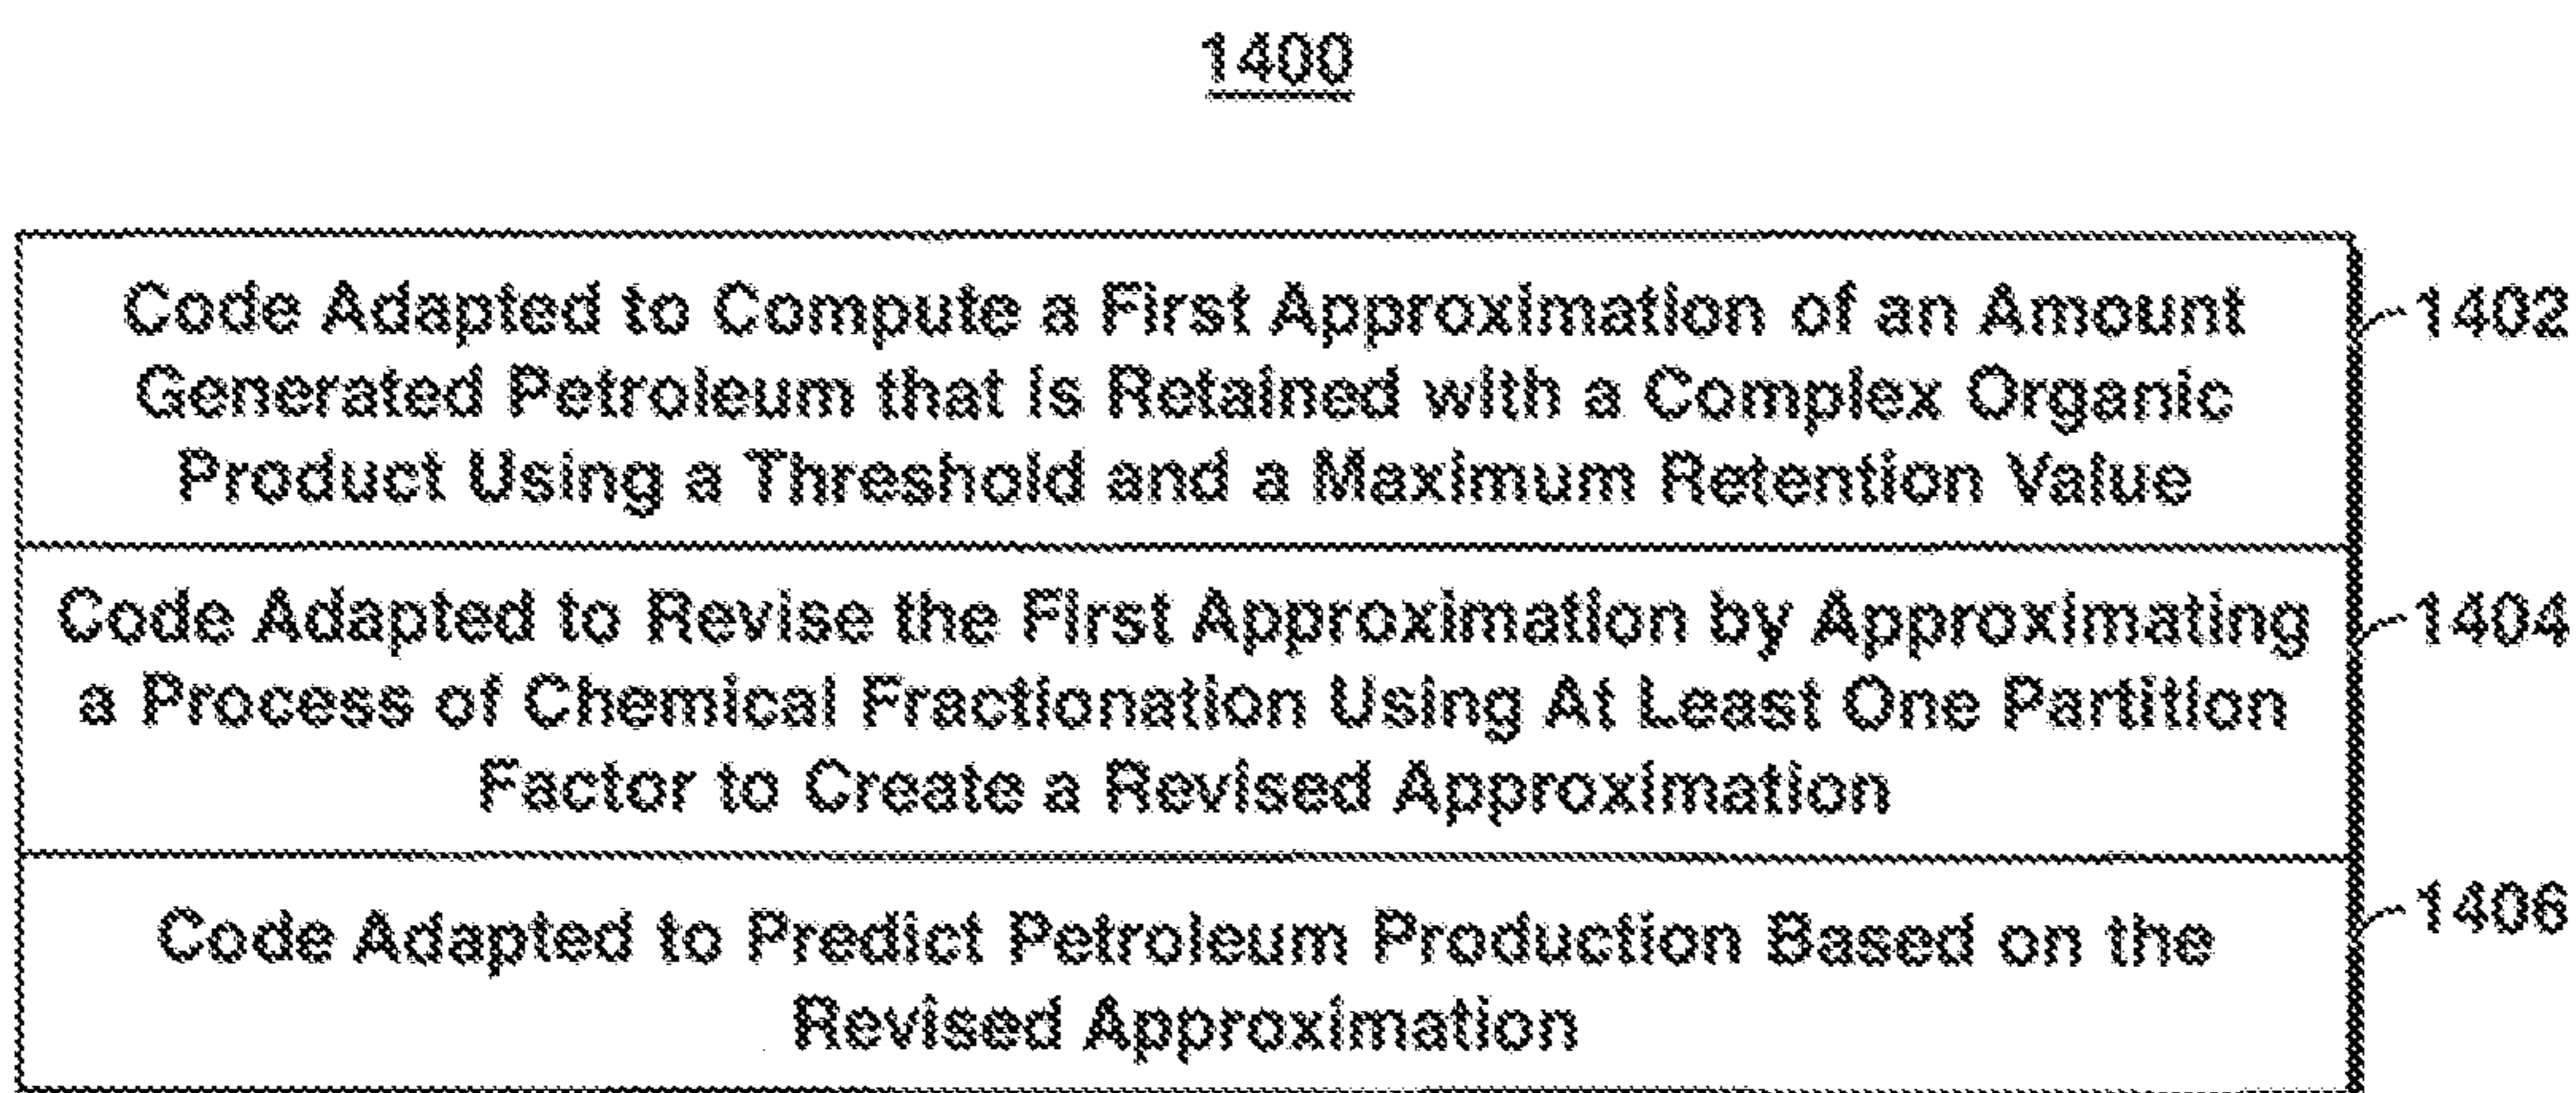 1400
Code Adapted to Compute a First Approximation of an Amount
1402
Generated Petroleum that is Retained with a Complex Organic
Product Using a Threshold and a Maximum Retention Value
Code Adapted to Revise the First Approximation by Approximating
1404
a Process of Chemical Fractionation Using At Least One Partition
Factor to Create a Revised Approximation
Code Adapted to Predict Petroleum Production Based on the
1406
Revised Approximation